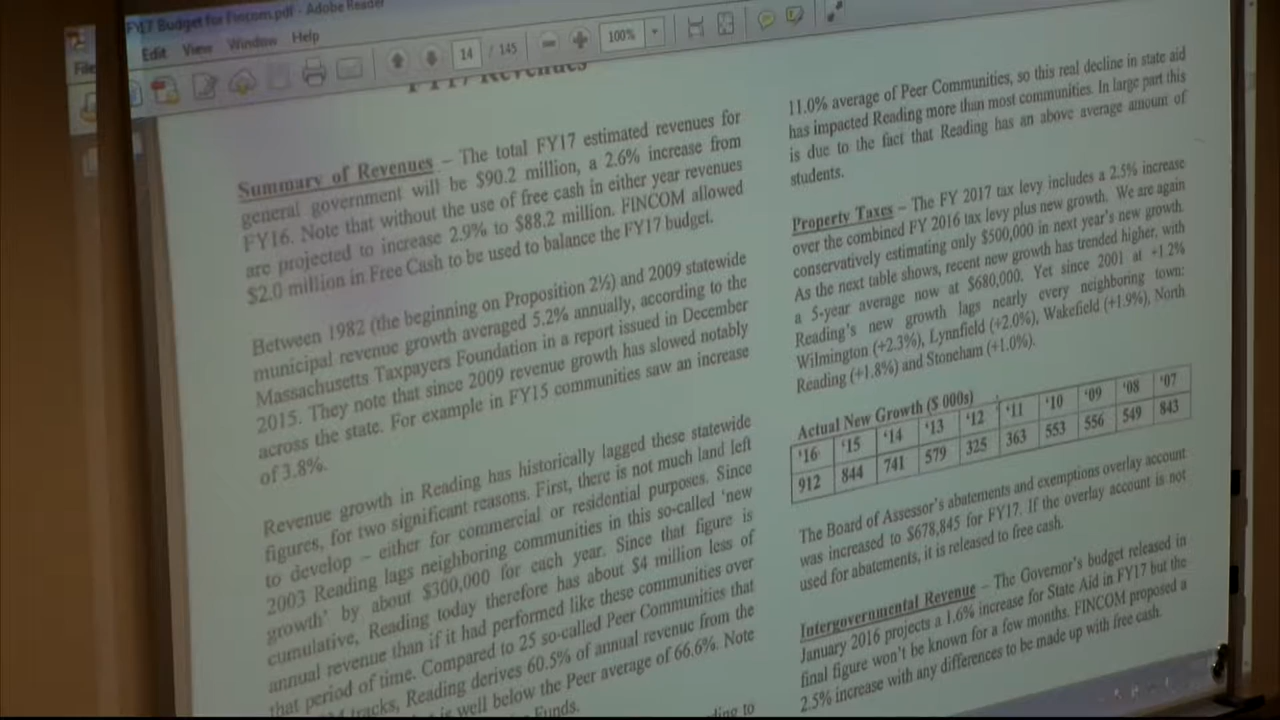 FY17 Budget for Fincom.pdf - Adobe Reader
File Edit View Window Help
14 / 145 100%
FY17 Revenues
Summary of Revenues – The total FY17 estimated revenues for
general government will be $90.2 million, a 2.6% increase from
FY16. Note that without the use of free cash in either year revenues
are projected to increase 2.9% to $88.2 million. FINCOM allowed
$2.0 million in Free Cash to be used to balance the FY17 budget.
Between 1982 (the beginning on Proposition 2½) and 2009 statewide
municipal revenue growth averaged 5.2% annually, according to the
Massachusetts Taxpayers Foundation in a report issued in December
2015. They note that since 2009 revenue growth has slowed notably
across the state. For example in FY15 communities saw an increase
of 3.8%.
Revenue growth in Reading has historically lagged these statewide
figures, for two significant reasons. First, there is not much land left
to develop – either for commercial or residential purposes. Since
2003 Reading lags neighboring communities in this so-called 'new
growth' by about $300,000 for each year. Since that figure is
cumulative, Reading today therefore has about $4 million less of
annual revenue than if it had performed like these communities over
that period of time. Compared to 25 so-called Peer Communities that
tracks, Reading derives 60.5% of annual revenue from the
is well below the Peer average of 66.6%. Note
Funds.
11.0% average of Peer Communities, so this real decline in state aid
has impacted Reading more than most communities. In large part this
is due to the fact that Reading has an above average amount of
students.
Property Taxes – The FY 2017 tax levy includes a 2.5% increase
over the combined FY 2016 tax levy plus new growth. We are again
conservatively estimating only $500,000 in next year's new growth.
As the next table shows, recent new growth has trended higher, with
a 5-year average now at $680,000. Yet since 2001 at +1.2%
Reading's new growth lags nearly every neighboring town:
Wilmington (+2.3%), Lynnfield (+2.0%), Wakefield (+1.9%), North
Reading (+1.8%) and Stoneham (+1.0%).
Actual New Growth ($ 000s)
'16 '15 '14 '13 '12 '11 '10 '09 '08 '07
912 844 741 579 325 363 553 556 549 843
The Board of Assessor's abatements and exemptions overlay account
was increased to $678,845 for FY17. If the overlay account is not
used for abatements, it is released to free cash.
Intergovernmental Revenue – The Governor's budget released in
January 2016 projects a 1.6% increase for State Aid in FY17 but the
final figure won't be known for a few months. FINCOM proposed a
2.5% increase with any differences to be made up with free cash.